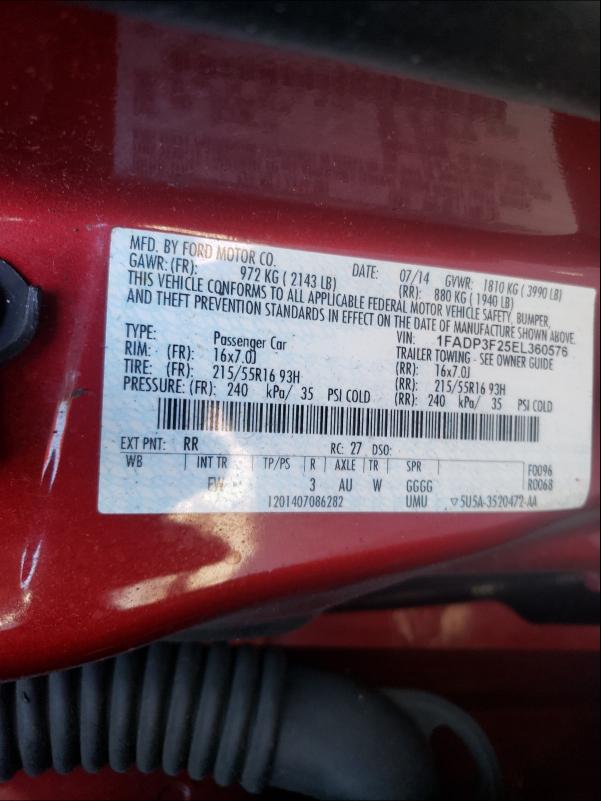 MFD. BY FORD MOTOR CO.
DATE: 07/14 GVWR: 1810 KG ( 3990 LB)
GAWR: (FR): 972 KG ( 2143 LB) (RR): 880 KG ( 1940 LB)
THIS VEHICLE CONFORMS TO ALL APPLICABLE FEDERAL MOTOR VEHICLE SAFETY, BUMPER,
AND THEFT PREVENTION STANDARDS IN EFFECT ON THE DATE OF MANUFACTURE SHOWN ABOVE.
VIN: 1FADP3F25EL360576
TYPE: Passenger Car TRAILER TOWING - SEE OWNER GUIDE
RIM: (FR): 16x7.0J (RR): 16x7.0J
TIRE: (FR): 215/55R16 93H (RR): 215/55R16 93H
PRESSURE: (FR): 240 kPa/ 35 PSI COLD (RR): 240 kPa/ 35 PSI COLD
EXT PNT: RR RC: 27 DSO:
WB INT TR TP/PS R AXLE TR SPR F0096
FW 3 AU W GGGG R0068
1201407086282 UMU ▽5U5A-3520472-AA